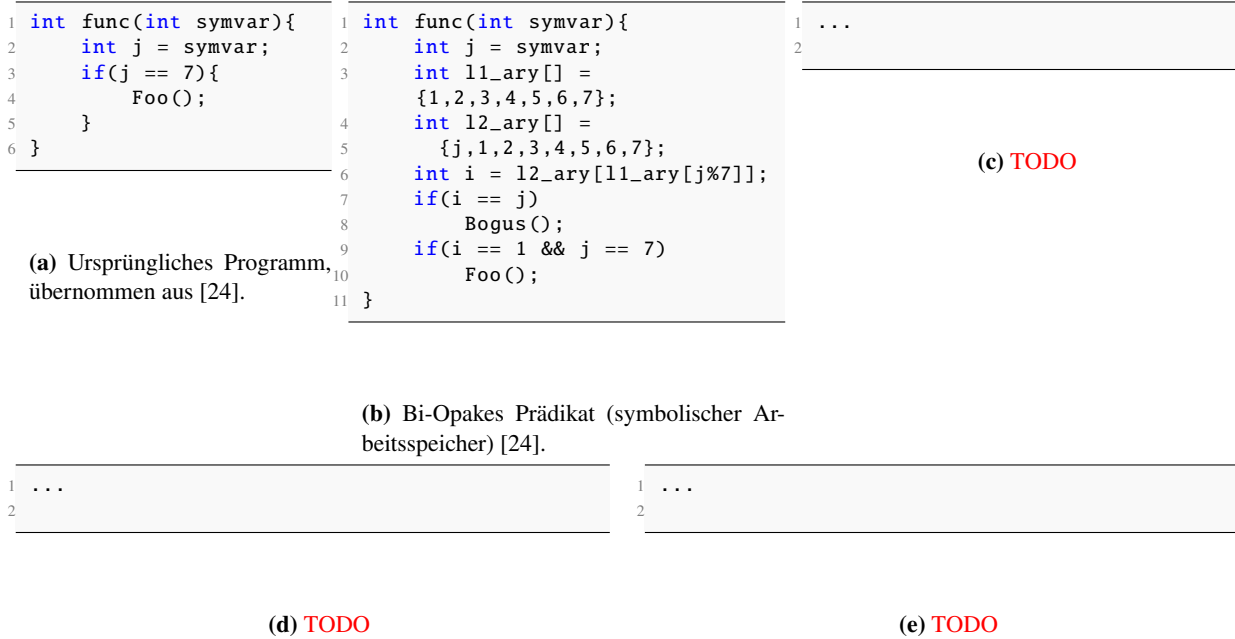 1 int func(int symvar){
2     int j = symvar;
3     if(j == 7){
4         Foo();
5     }
6 }
(a) Ursprüngliches Programm,
übernommen aus [24].
1 int func(int symvar){
2     int j = symvar;
3     int l1_ary[] =
{1,2,3,4,5,6,7};
4     int l2_ary[] =
5       {j,1,2,3,4,5,6,7};
6     int i = l2_ary[l1_ary[j%7]];
7     if(i == j)
8         Bogus();
9     if(i == 1 && j == 7)
10         Foo();
11 }
(b) Bi-Opakes Prädikat (symbolischer Ar-
beitsspeicher) [24].
1 ...
2
(c) TODO
1 ...
2
(d) TODO
1 ...
2
(e) TODO